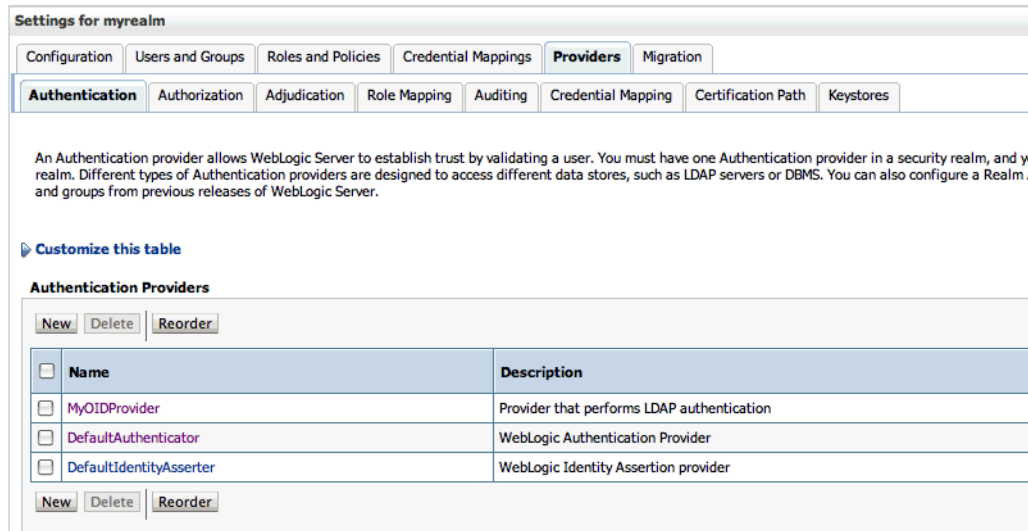 Settings for myrealm
Configuration Users and Groups Roles and Policies Credential Mappings Providers Migration
Authentication Authorization Adjudication Role Mapping Auditing Credential Mapping Certification Path Keystores
An Authentication provider allows WebLogic Server to establish trust by validating a user. You must have one Authentication provider in a security realm, and
realm. Different types of Authentication providers are designed to access different data stores, such as LDAP servers or DBMS. You can also configure a Realm
and groups from previous releases of WebLogic Server.
Customize this table
Authentication Providers
New Delete Reorder
Name Description
MyOIDProvider Provider that performs LDAP authentication
DefaultAuthenticator WebLogic Authentication Provider
DefaultIdentityAsserter WebLogic Identity Assertion provider
New Delete Reorder